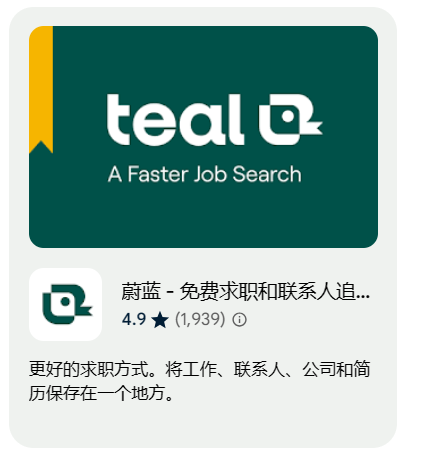 teal
A Faster Job Search
蔚蓝 - 免费求职和联系人追...
4.9 ★ (1,939)
更好的求职方式。将工作、联系人、公司和简
历保存在一个地方。